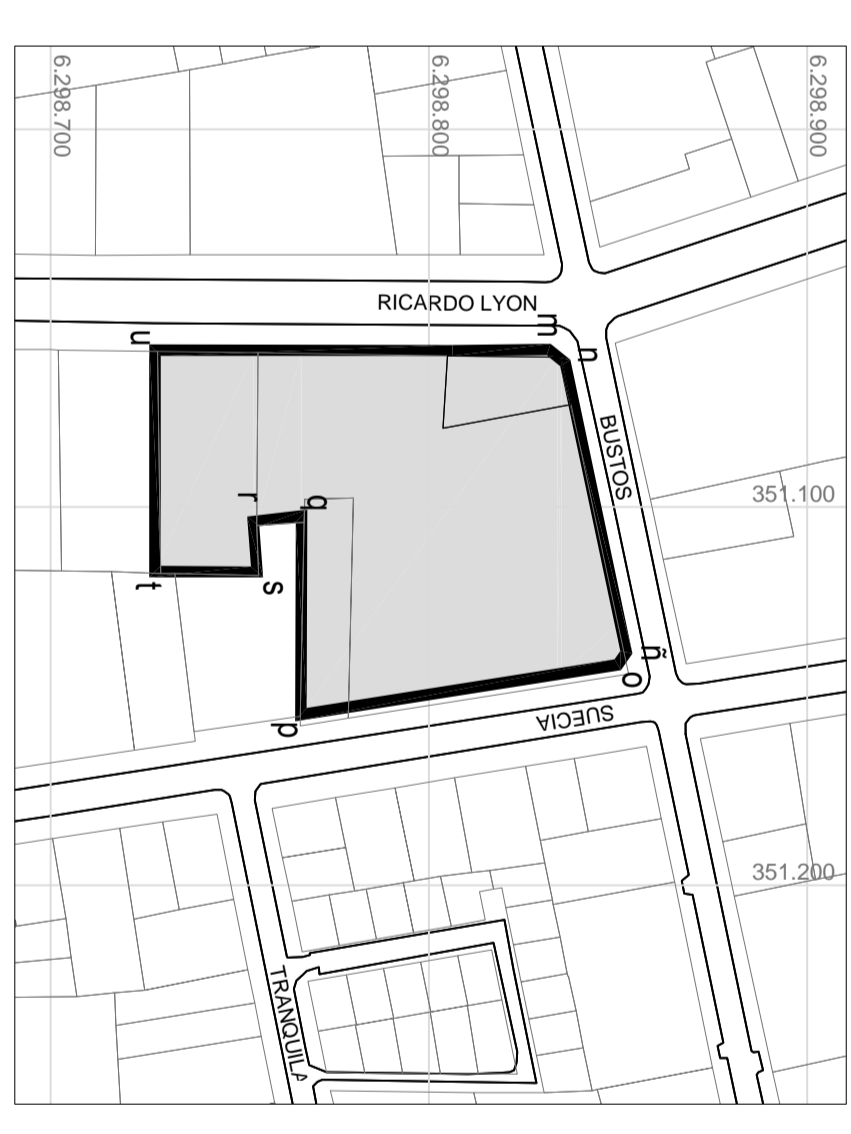 6.298.700
6.298.800
6.298.900
RICARDO LYON
m
u
n
BUSTOS
r
q
351.100
t
s
ñ
o
p
SUECIA
351.200
TRANQUILA